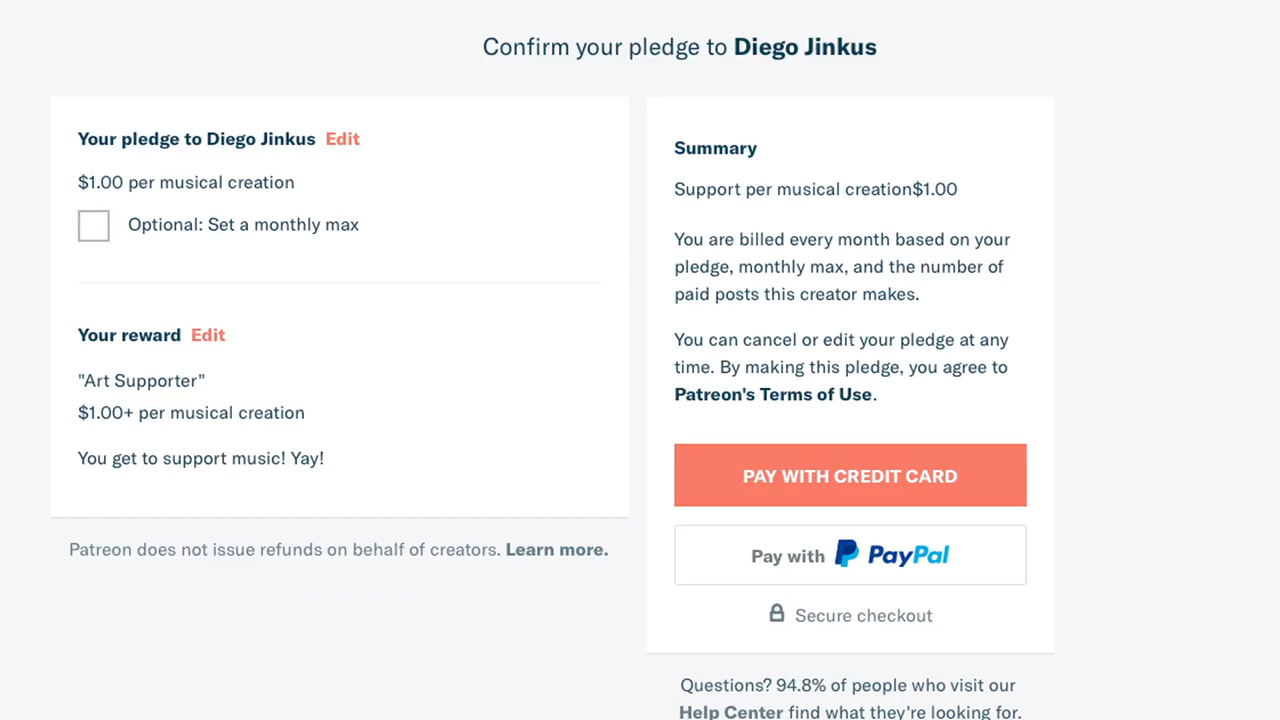 Confirm your pledge to Diego Jinkus
Your pledge to Diego Jinkus Edit
$1.00 per musical creation
Optional: Set a monthly max
Your reward Edit
"Art Supporter"
$1.00+ per musical creation
You get to support music! Yay!
Patreon does not issue refunds on behalf of creators. Learn more.
Summary
Support per musical creation$1.00
You are billed every month based on your
pledge, monthly max, and the number of
paid posts this creator makes.
You can cancel or edit your pledge at any
time. By making this pledge, you agree to
Patreon's Terms of Use.
PAY WITH CREDIT CARD
Pay with PayPal
Secure checkout
Questions? 94.8% of people who visit our
Help Center find what they're looking for.